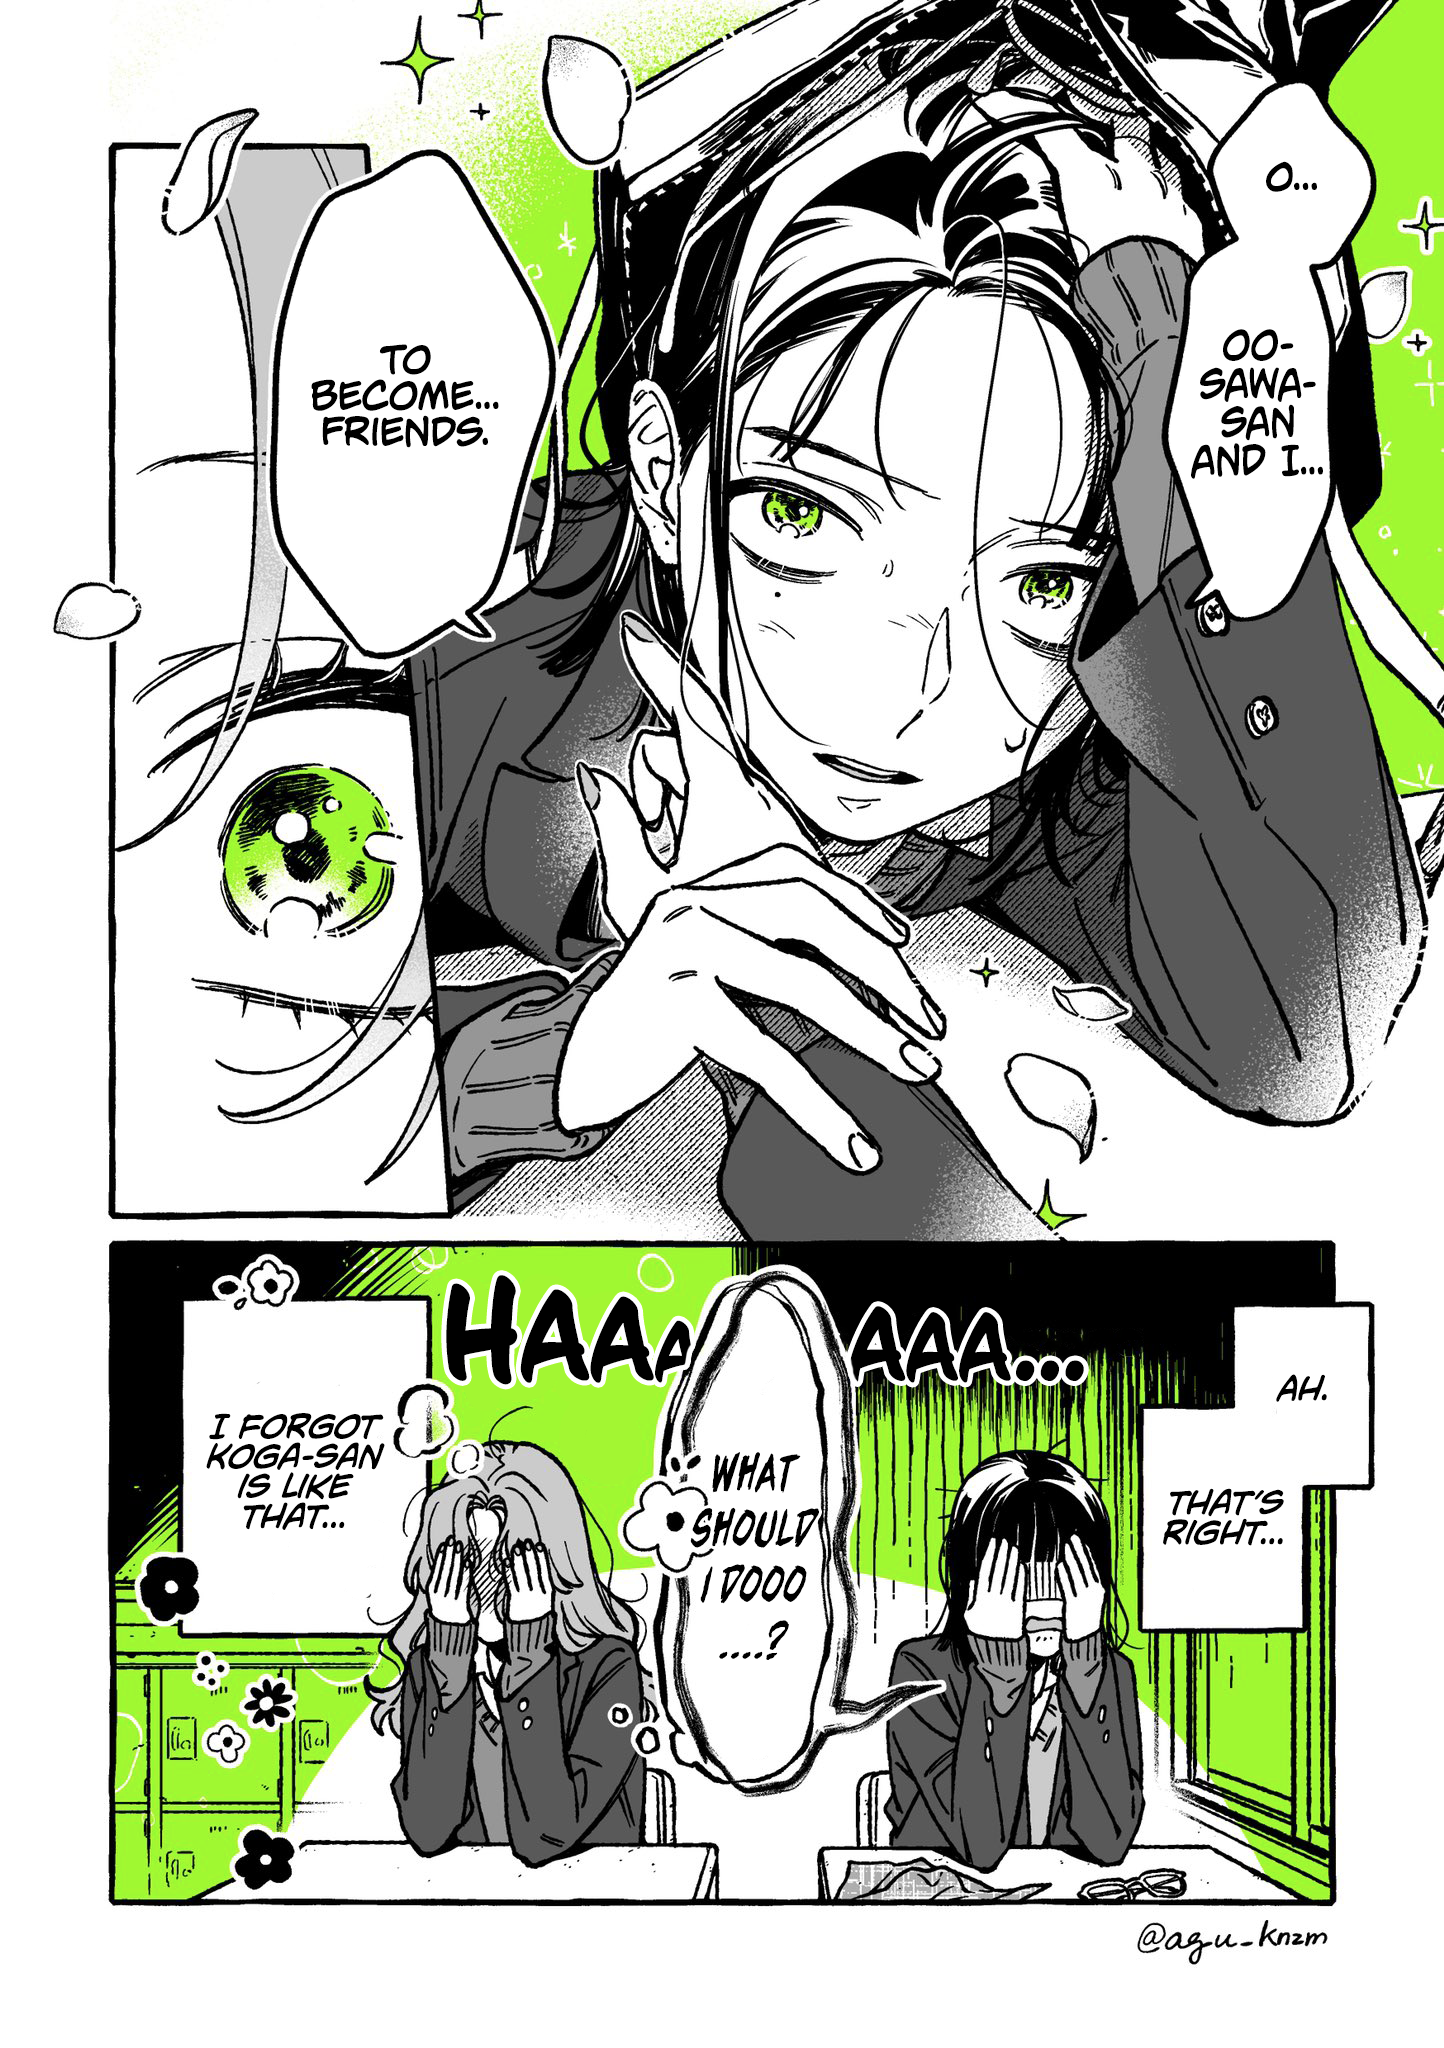 O...
OO-
SAWA-
SAN
AND I...
TO
BECOME...
FRIENDS.
AH.
THAT'S
RIGHT...
HAAA AAA...
WHAT
SHOULD
I DOOO
....?
I FORGOT
KOGA-SAN
IS LIKE
THAT...
@agu_knzm